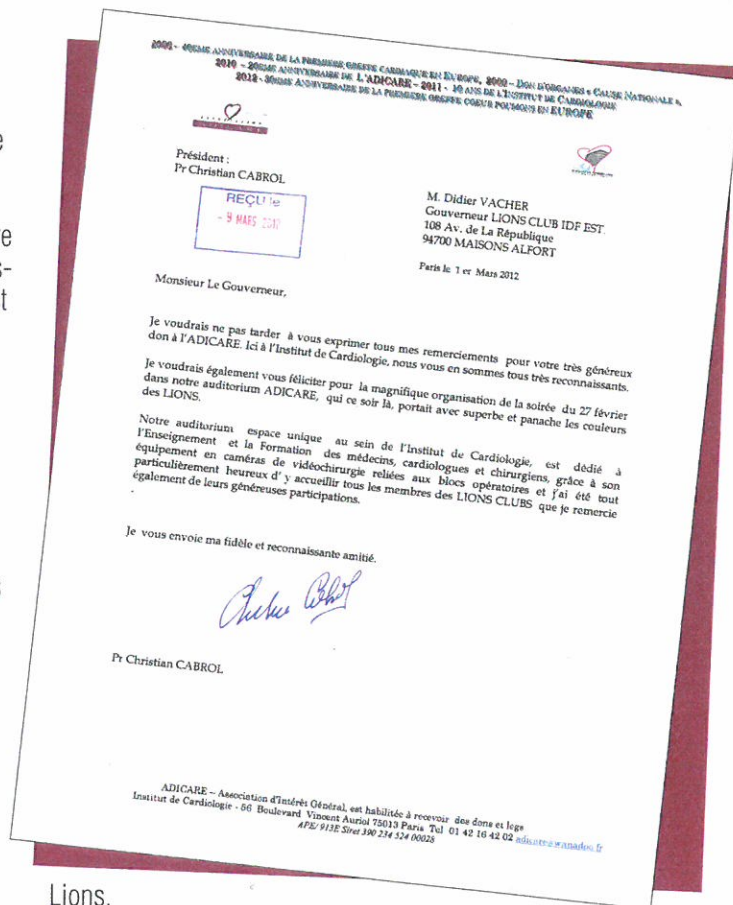 2008 - 40EME ANNIVERSAIRE DE LA PREMIERE GREFFE CARDIAQUE EN EUROPE, 2009 - DON D'ORGANES « CAUSE NATIONALE »,
2010 - 20EME ANNIVERSAIRE DE L'ADICARE - 2011 - 10 ANS DE L'INSTITUT DE CARDIOLOGIE
2012 - 30EME ANNIVERSAIRE DE LA PREMIERE GREFFE COEUR POUMONS EN EUROPE
Président :
Pr Christian CABROL
REÇU le
- 9 MARS 2012
M. Didier VACHER
Gouverneur LIONS CLUB IDF EST.
108 Av. de La République
94700 MAISONS ALFORT
Paris le 1 er Mars 2012
Monsieur Le Gouverneur,
Je voudrais ne pas tarder à vous exprimer tous mes remerciements pour votre très généreux
don à l'ADICARE. Ici à l'Institut de Cardiologie, nous vous en sommes tous très reconnaissants.
Je voudrais également vous féliciter pour la magnifique organisation de la soirée du 27 février
dans notre auditorium ADICARE, qui ce soir là, portait avec superbe et panache les couleurs
des LIONS.
Notre auditorium espace unique au sein de l'Institut de Cardiologie, est dédié à
l'Enseignement et la Formation des médecins, cardiologues et chirurgiens, grâce à son
équipement en caméras de vidéochirurgie reliées aux blocs opératoires et j'ai été tout
particulièrement heureux d' y accueillir tous les membres des LIONS CLUBS que je remercie
également de leurs généreuses participations.
Je vous envoie ma fidèle et reconnaissante amitié.
Pr Christian CABROL
ADICARE – Association d'Intérêt Général, est habilitée à recevoir des dons et legs
Institut de Cardiologie - 56 Boulevard Vincent Auriol 75013 Paris Tel 01 42 16 42 02 adicare@wanadoo.fr
APE/ 913E Siret 390 234 524 00028
Lions.